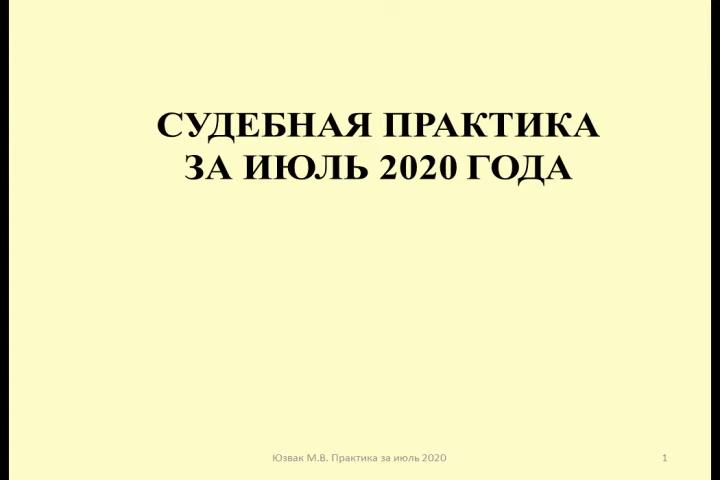 СУДЕБНАЯ ПРАКТИКА
ЗА ИЮЛЬ 2020 ГОДА
Юзвак М.В. Практика за июль 2020
1